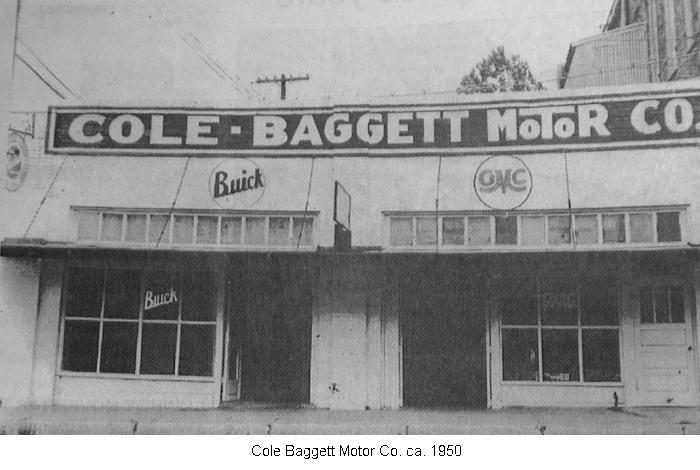 COLE - BAGGETT MOTOR CO.
Buick
GMC
Buick
Cole Baggett Motor Co. ca. 1950